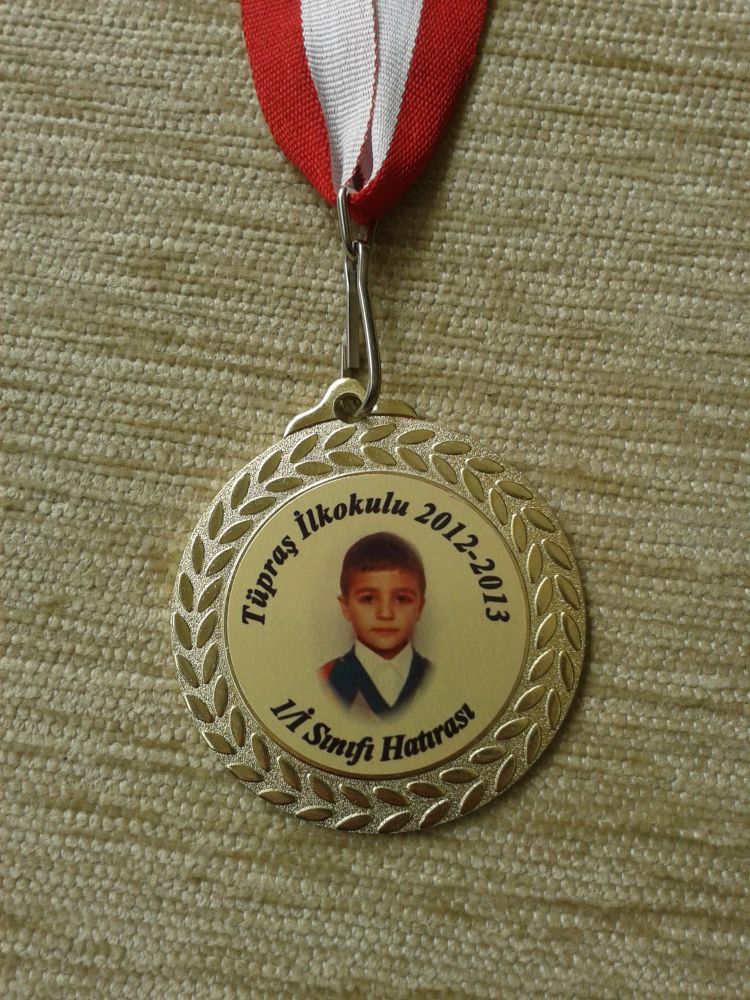 Tüpraş İlkokulu 2012-2013
1/İ Sınıfı Hatırası